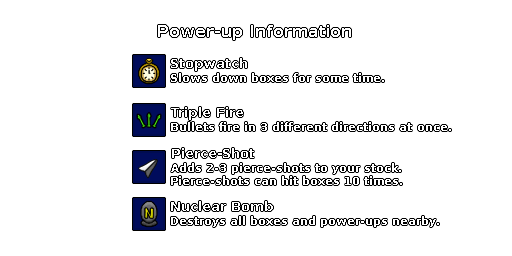 Power-up Information
Stopwatch
Slows down boxes for some time.
Triple Fire
Bullets fire in 3 different directions at once.
Pierce-Shot
Adds 2-3 pierce-shots to your stock.
Pierce-shots can hit boxes 10 times.
N
Nuclear Bomb
Destroys all boxes and power-ups nearby.